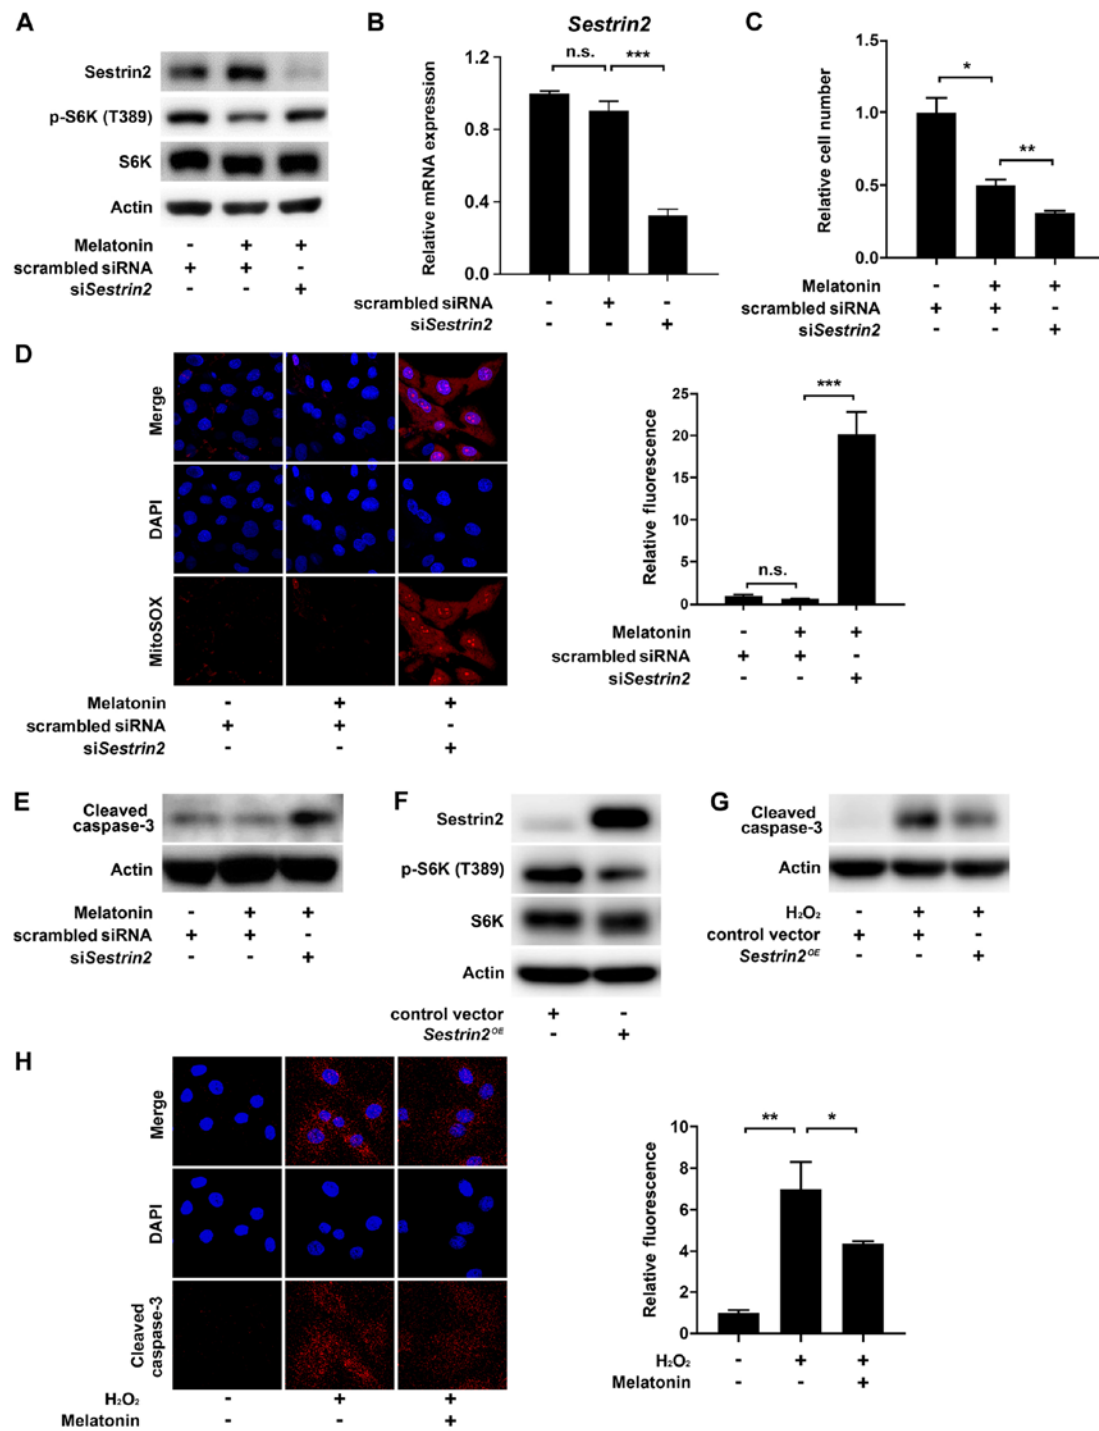 A
Sestrin2
p-S6K (T389)
S6K
Actin
Melatonin - + +
scrambled siRNA + + -
siSestrin2 - - +
B
Sestrin2
n.s. ***
Relative mRNA expression
1.2
0.8
0.4
0.0
scrambled siRNA - + -
siSestrin2 - - +
C
* **
Relative cell number
1.5
1.0
0.5
0.0
Melatonin - + +
scrambled siRNA + + -
siSestrin2 - - +
D
Merge
DAPI
MitoSOX
Melatonin - + +
scrambled siRNA + + -
siSestrin2 - - +
***
n.s.
Relative fluorescence
25
20
15
10
5
0
Melatonin - + +
scrambled siRNA + + -
siSestrin2 - - +
E
Cleaved
caspase-3
Actin
Melatonin - + +
scrambled siRNA + + -
siSestrin2 - - +
F
Sestrin2
p-S6K (T389)
S6K
Actin
control vector + -
Sestrin2OE - +
G
Cleaved
caspase-3
Actin
H₂O₂ - + +
control vector + + -
Sestrin2OE - - +
H
Merge
DAPI
Cleaved
caspase-3
H₂O₂ - + +
Melatonin - - +
** *
Relative fluorescence
10
8
6
4
2
0
H₂O₂ - + +
Melatonin - - +